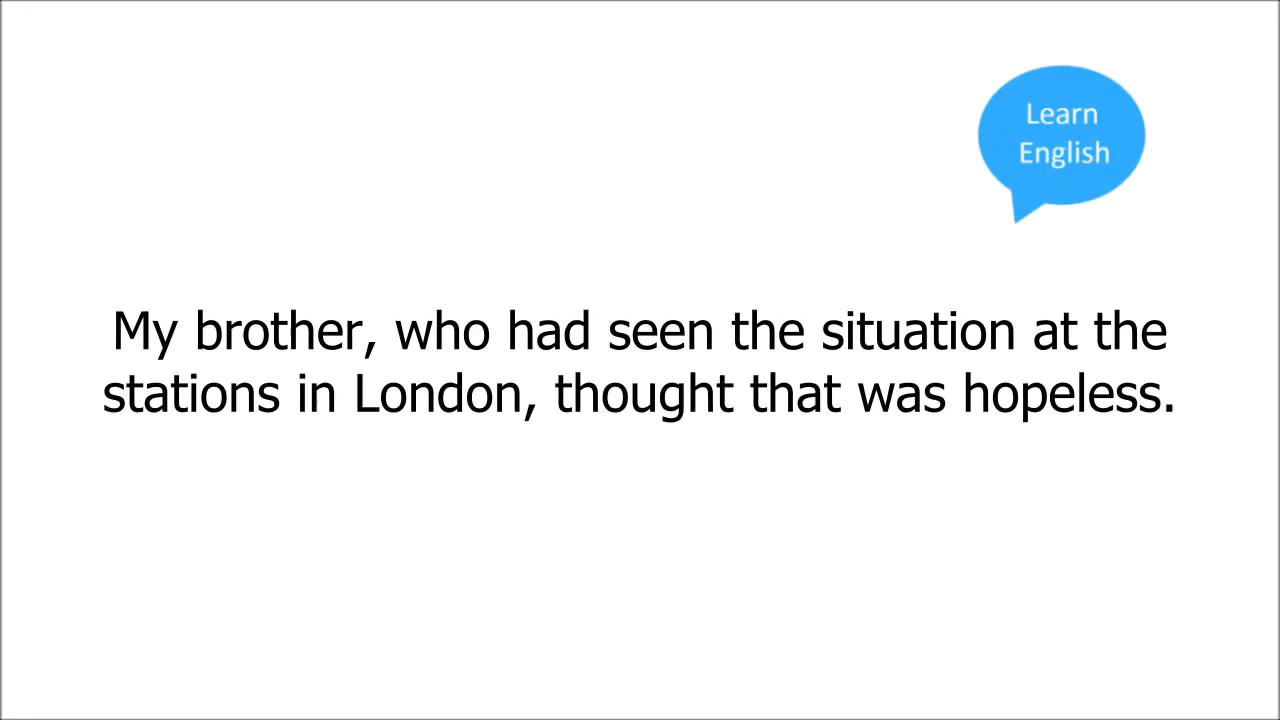 Learn
English
My brother, who had seen the situation at the
stations in London, thought that was hopeless.